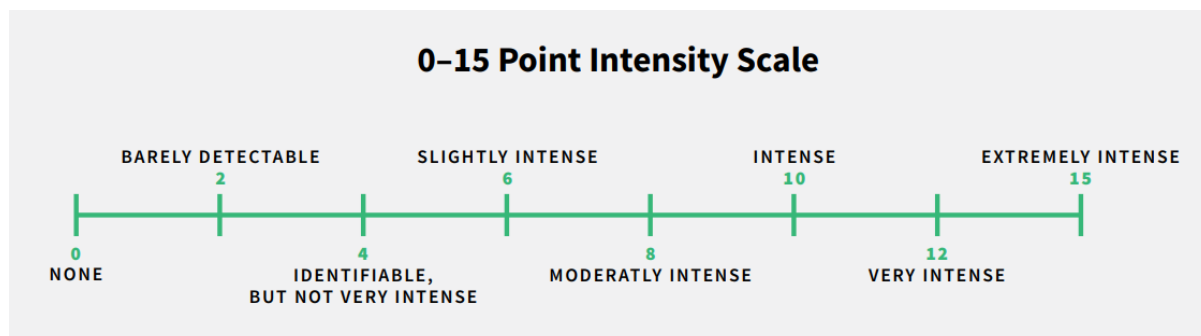 0–15 Point Intensity Scale
BARELY DETECTABLE
2
SLIGHTLY INTENSE
6
INTENSE
10
EXTREMELY INTENSE
15
0
NONE
4
IDENTIFIABLE,
BUT NOT VERY INTENSE
8
MODERATLY INTENSE
12
VERY INTENSE